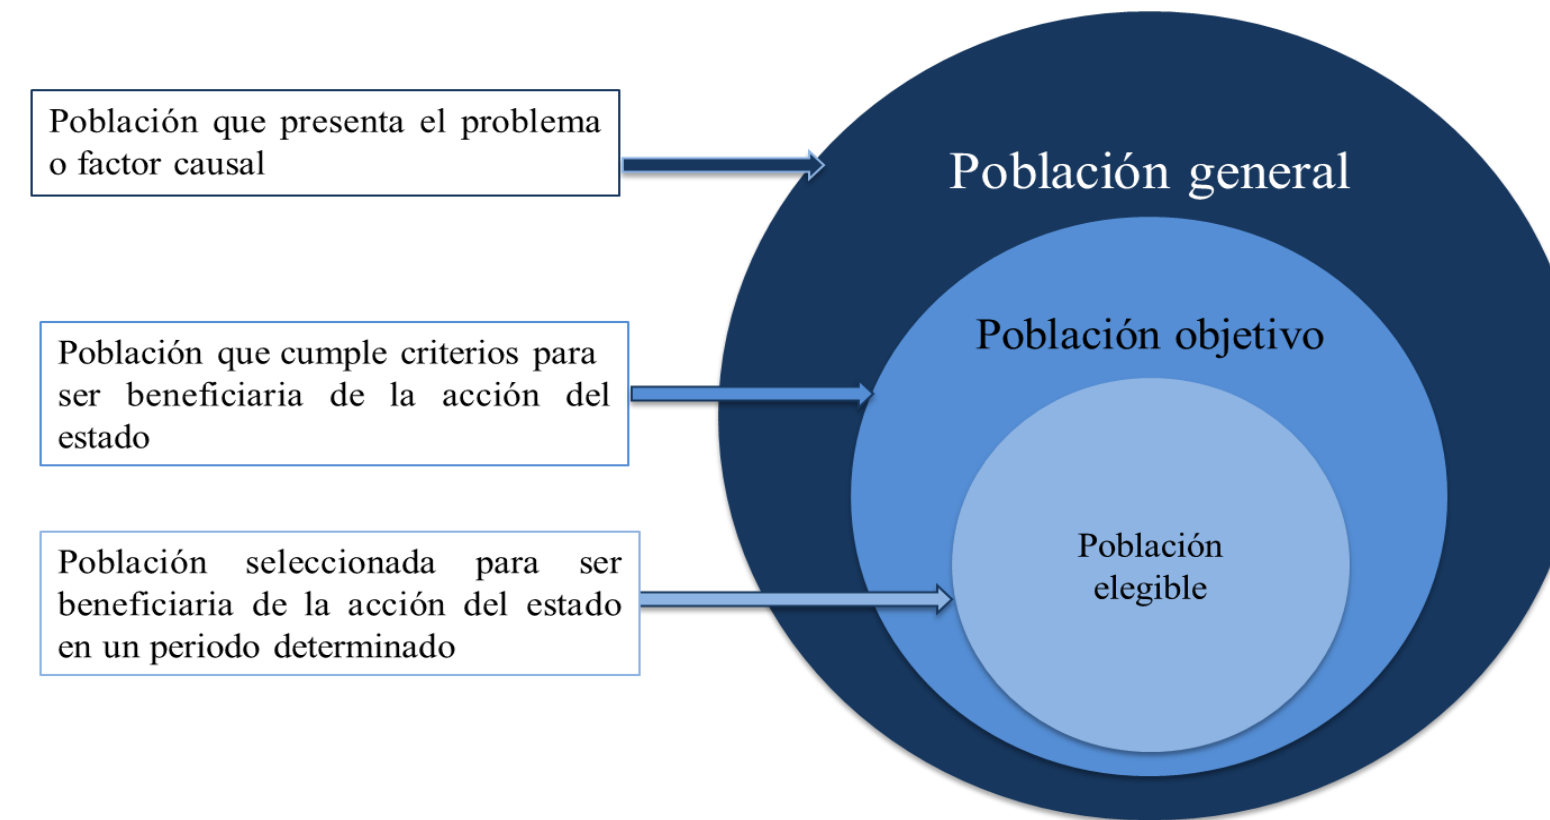 Población que presenta el problema
o factor causal
Población general
Población que cumple criterios para
ser beneficiaria de la acción del
estado
Población objetivo
Población seleccionada para ser
beneficiaria de la acción del estado
en un periodo determinado
Población
elegible